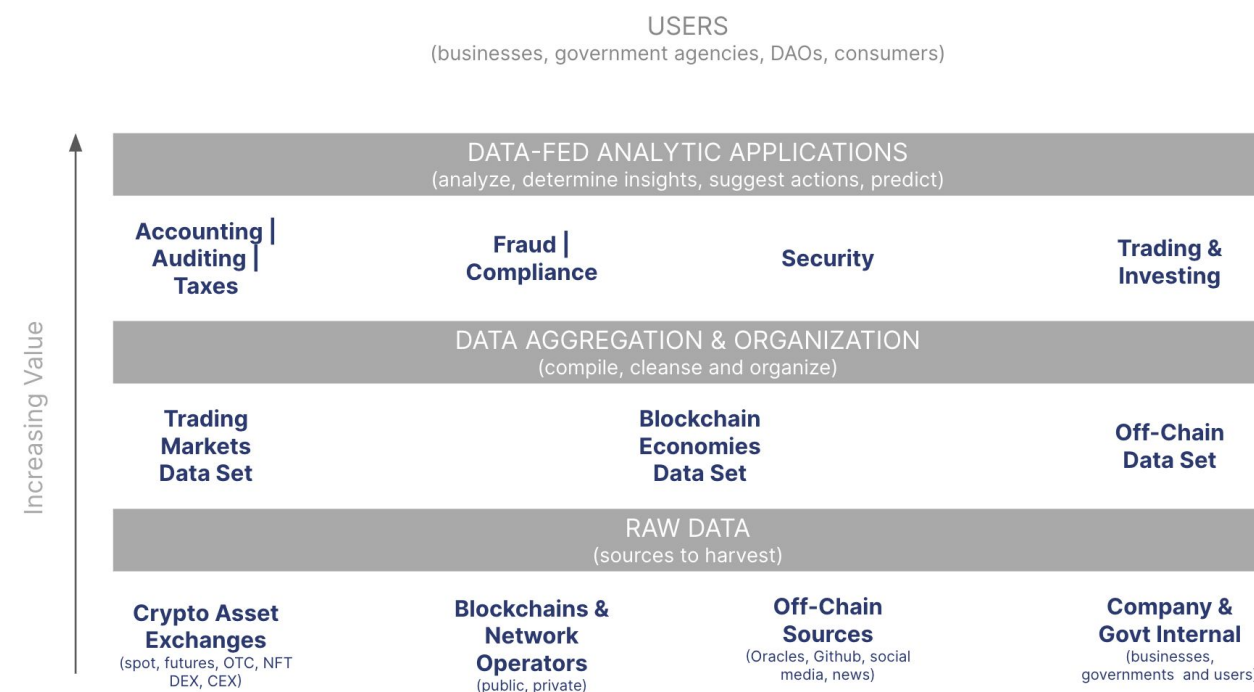 USERS
(businesses, government agencies, DAOs, consumers)
DATA-FED ANALYTIC APPLICATIONS
(analyze, determine insights, suggest actions, predict)
Accounting |
Auditing |
Taxes
Fraud |
Compliance
Security
Trading &
Investing
DATA AGGREGATION & ORGANIZATION
(compile, cleanse and organize)
Trading
Markets
Data Set
Blockchain
Economies
Data Set
Off-Chain
Data Set
RAW DATA
(sources to harvest)
Crypto Asset
Exchanges
(spot, futures, OTC, NFT
DEX, CEX)
Blockchains &
Network
Operators
(public, private)
Off-Chain
Sources
(Oracles, Github, social
media, news)
Company &
Govt Internal
(businesses,
governments and users)
Increasing Value